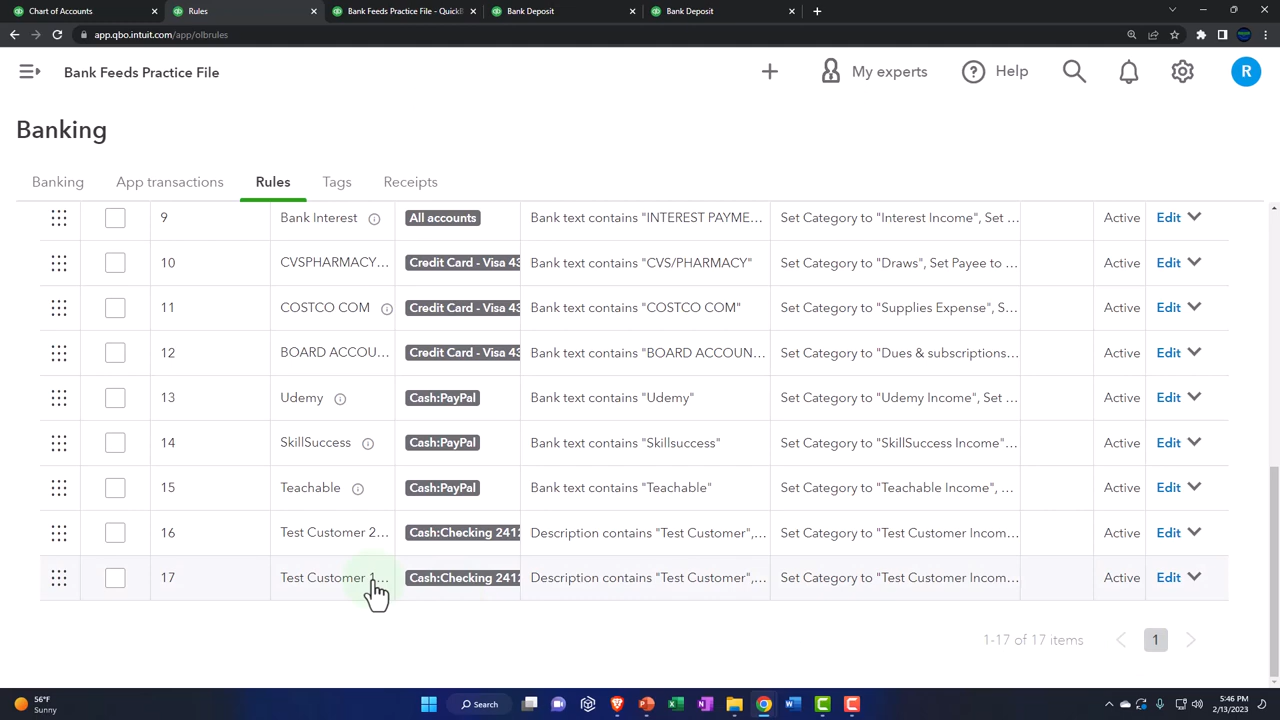 Chart of Accounts
Rules
Bank Feeds Practice File - QuickB
Bank Deposit
Bank Deposit
app.qbo.intuit.com/app/olbrules
Bank Feeds Practice File
My experts
Help
R
Banking
Banking App transactions Rules Tags Receipts
9 Bank Interest All accounts Bank text contains "INTEREST PAYME... Set Category to "Interest Income", Set ... Active Edit
10 CVSPHARMACY... Credit Card - Visa 43 Bank text contains "CVS/PHARMACY" Set Category to "Draws", Set Payee to ... Active Edit
11 COSTCO COM Credit Card - Visa 43 Bank text contains "COSTCO COM" Set Category to "Supplies Expense", S... Active Edit
12 BOARD ACCOU... Credit Card - Visa 43 Bank text contains "BOARD ACCOUN... Set Category to "Dues & subscriptions... Active Edit
13 Udemy Cash:PayPal Bank text contains "Udemy" Set Category to "Udemy Income", Set ... Active Edit
14 SkillSuccess Cash:PayPal Bank text contains "Skillsuccess" Set Category to "SkillSuccess Income"... Active Edit
15 Teachable Cash:PayPal Bank text contains "Teachable" Set Category to "Teachable Income", ... Active Edit
16 Test Customer 2... Cash:Checking 2412 Description contains "Test Customer",... Set Category to "Test Customer Incom... Active Edit
17 Test Customer 1... Cash:Checking 2412 Description contains "Test Customer",... Set Category to "Test Customer Incom... Active Edit
1-17 of 17 items 1
56°F
Sunny
Search
5:46 PM
2/13/2023